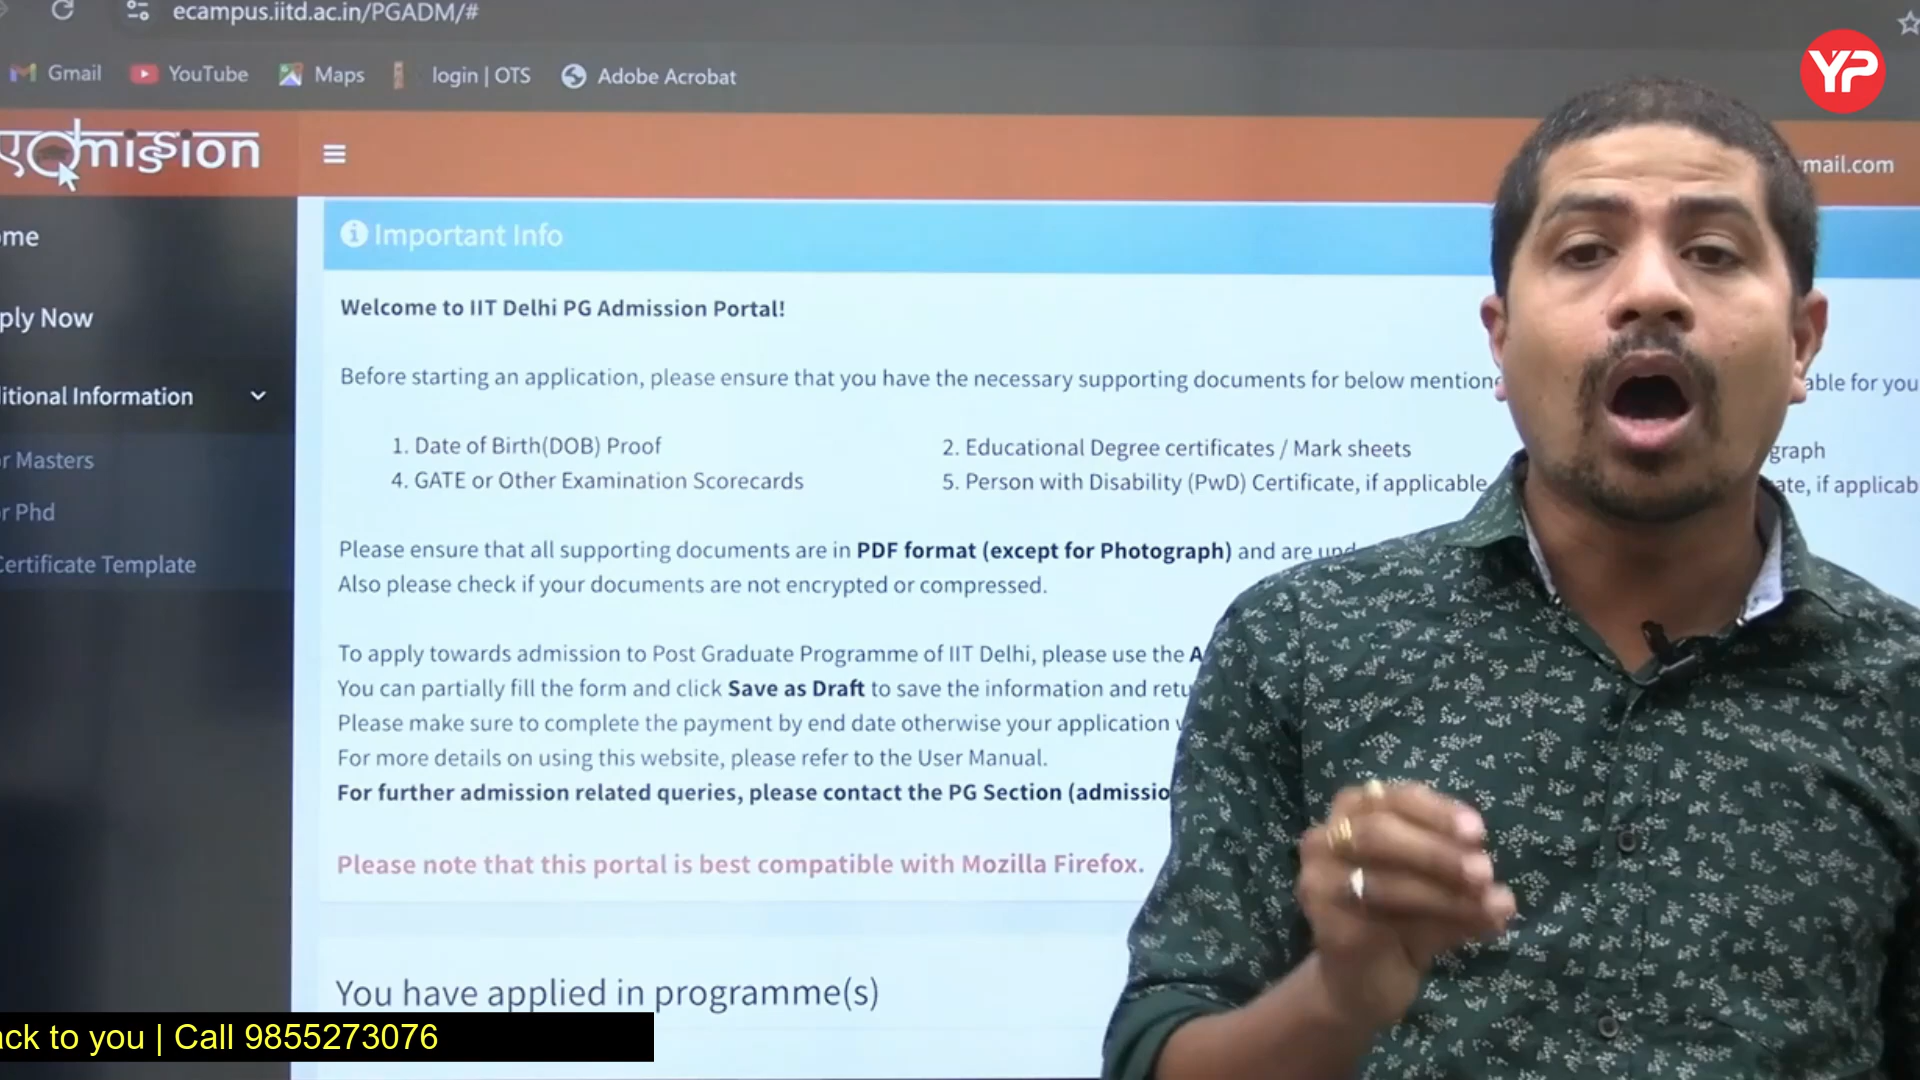 ecampus.iitd.ac.in/PGADM/#
Gmail YouTube Maps login | OTS Adobe Acrobat
YP
एdmission
mail.com
ome
ply Now
itional Information
r Masters
r Phd
Certificate Template
Important Info
Welcome to IIT Delhi PG Admission Portal!
Before starting an application, please ensure that you have the necessary supporting documents for below mention able for you
1. Date of Birth(DOB) Proof 2. Educational Degree certificates / Mark sheets graph
4. GATE or Other Examination Scorecards 5. Person with Disability (PwD) Certificate, if applicable ate, if applicab
Please ensure that all supporting documents are in PDF format (except for Photograph) and are und
Also please check if your documents are not encrypted or compressed.
To apply towards admission to Post Graduate Programme of IIT Delhi, please use the A
You can partially fill the form and click Save as Draft to save the information and retu
Please make sure to complete the payment by end date otherwise your application
For more details on using this website, please refer to the User Manual.
For further admission related queries, please contact the PG Section (admissio
Please note that this portal is best compatible with Mozilla Firefox.
You have applied in programme(s)
ack to you | Call 9855273076